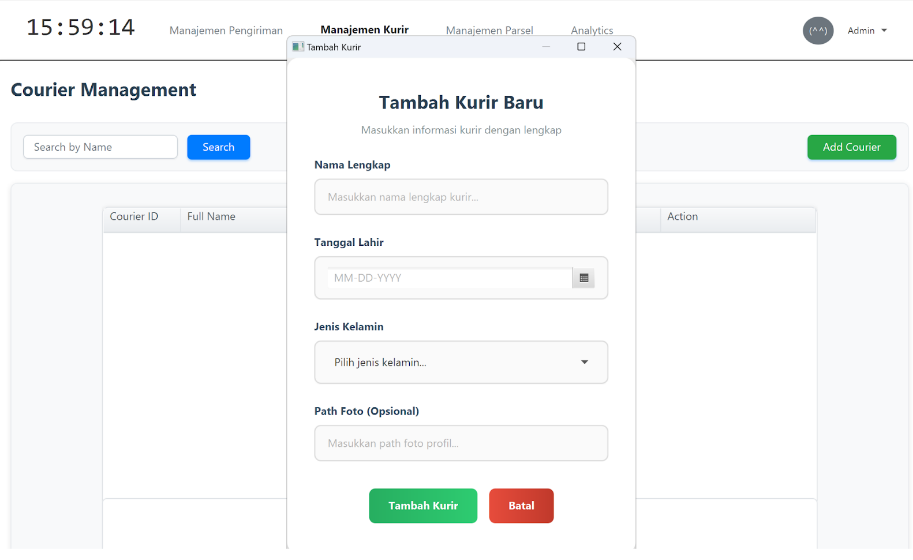 15:59:14
Manajemen Pengiriman
Manajemen Kurir
Manajemen Parsel
Analytics
(^^)
Admin
Tambah Kurir
Courier Management
Search by Name
Search
Add Courier
Courier ID
Full Name
Action
Tambah Kurir Baru
Masukkan informasi kurir dengan lengkap
Nama Lengkap
Masukkan nama lengkap kurir...
Tanggal Lahir
MM-DD-YYYY
Jenis Kelamin
Pilih jenis kelamin...
Path Foto (Opsional)
Masukkan path foto profil...
Tambah Kurir
Batal